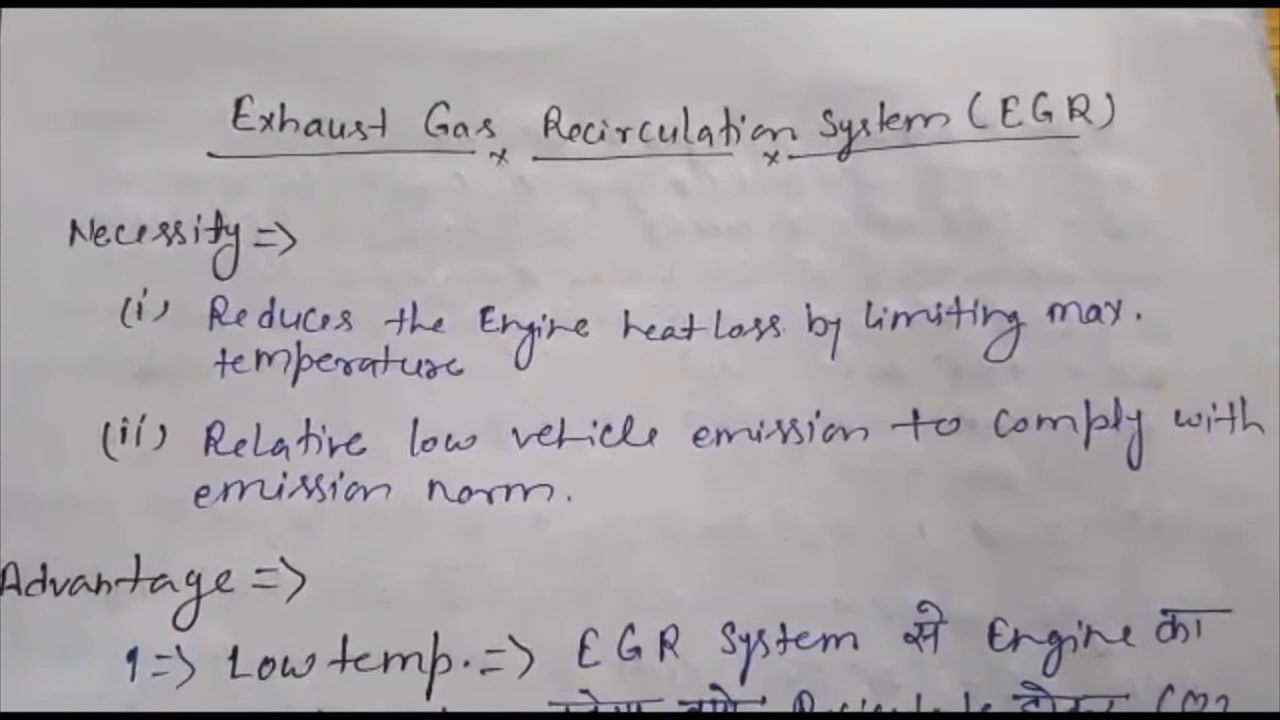 Exhaust Gas Recirculation System (EGR)
Necessity =>
(i) Reduces the Engine heat loss by limiting max.
temperature
(ii) Relative low vehicle emission to comply with
emission norm.
Advantage =>
1=> Low temp. => EGR System से Engine का